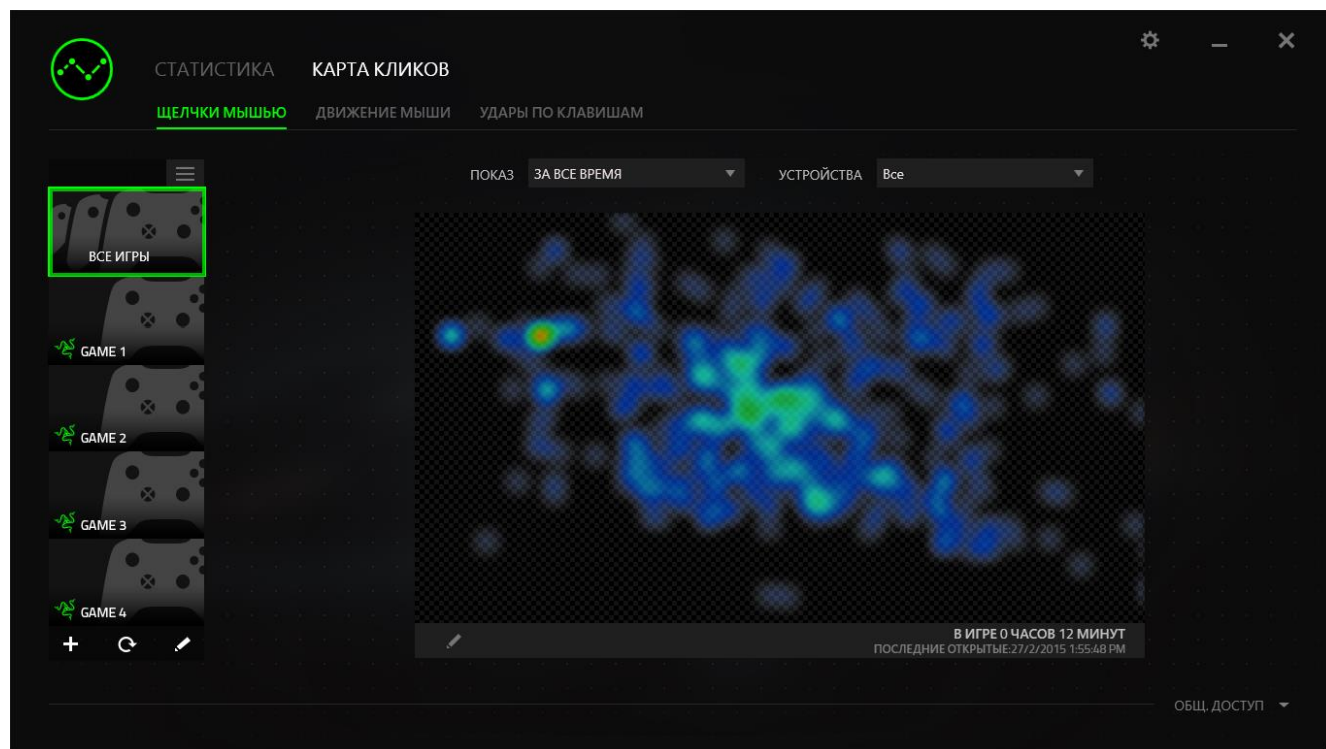 СТАТИСТИКА КАРТА КЛИКОВ
ЩЕЛЧКИ МЫШЬЮ ДВИЖЕНИЕ МЫШИ УДАРЫ ПО КЛАВИШАМ
ПОКАЗ ЗА ВСЕ ВРЕМЯ УСТРОЙСТВА Все
ВСЕ ИГРЫ
GAME 1
GAME 2
GAME 3
GAME 4
В ИГРЕ 0 ЧАСОВ 12 МИНУТ
ПОСЛЕДНИЕ ОТКРЫТЫЕ:27/2/2015 1:55:48 PM
ОБЩ. ДОСТУП